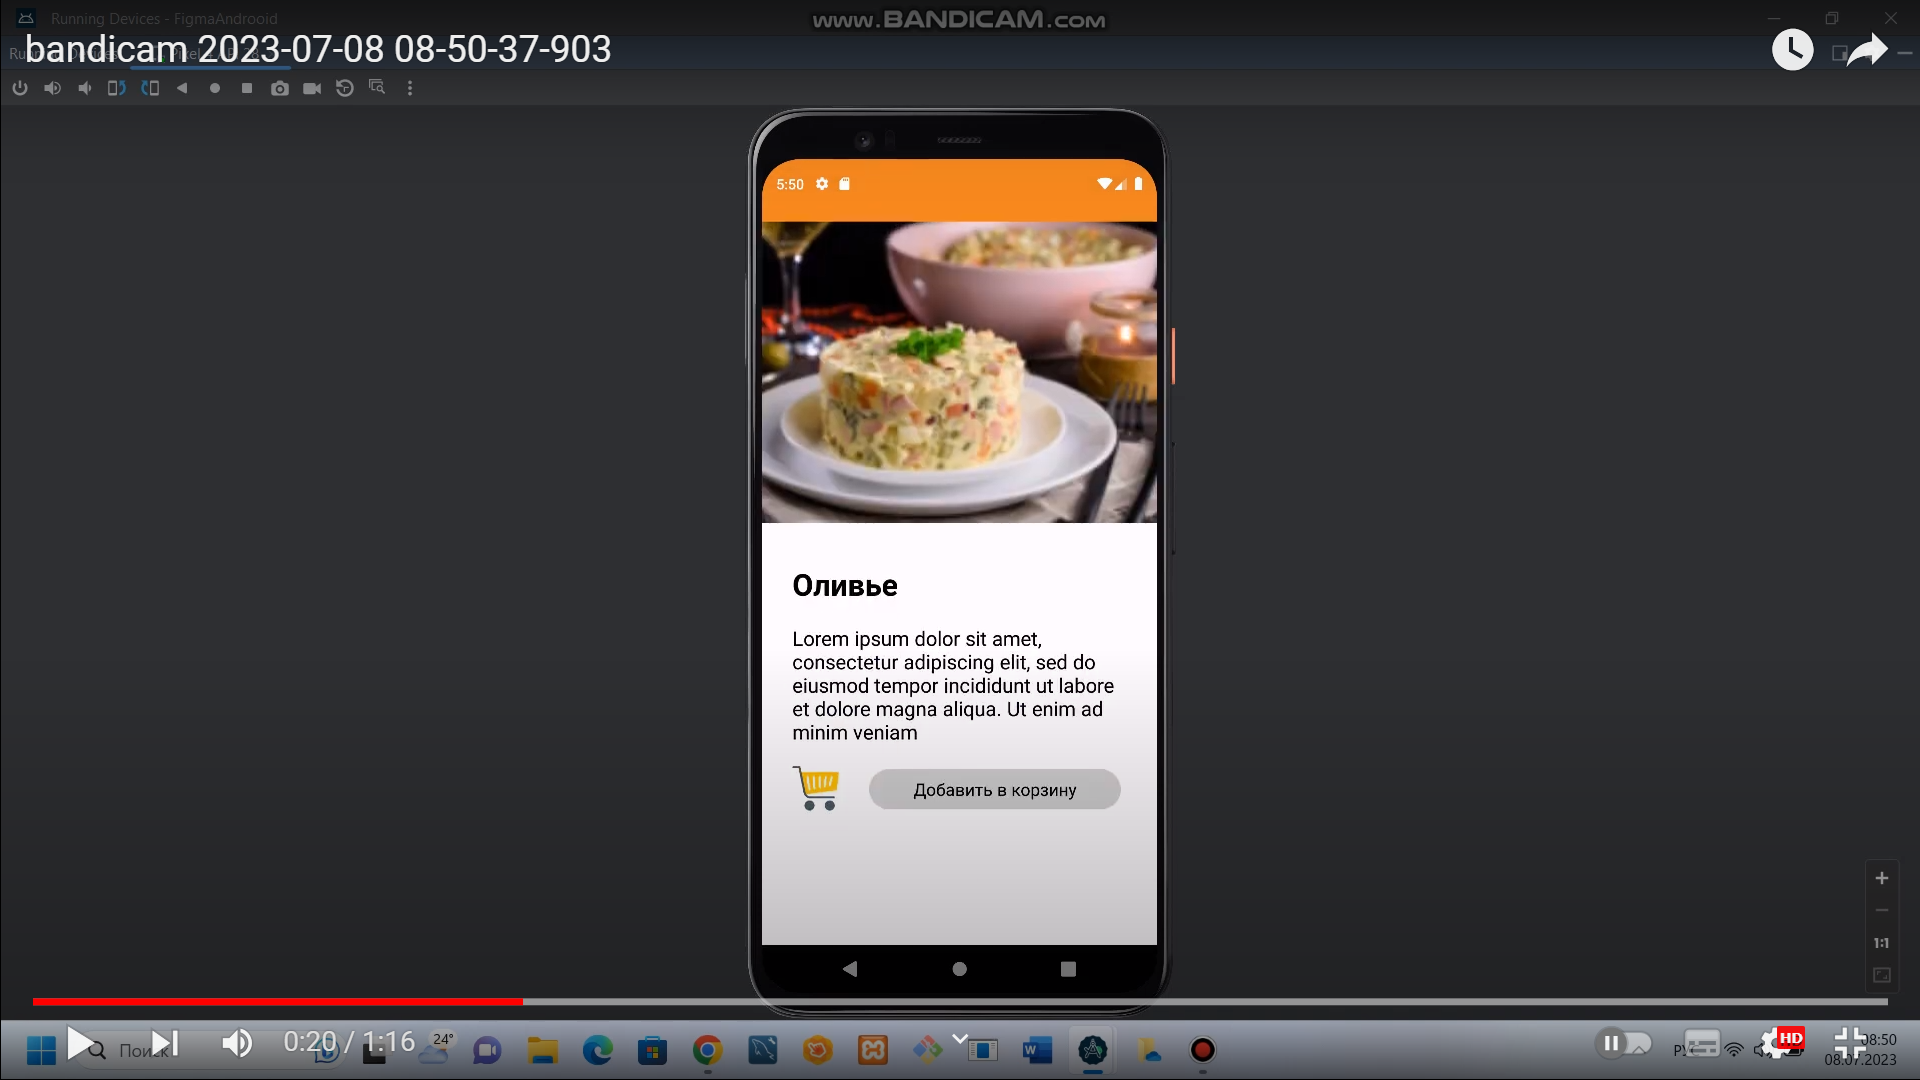 Running Devices - FigmaAndrooid
www.BANDICAM.com
bandicam 2023-07-08 08-50-37-903
5:50
Оливье
Lorem ipsum dolor sit amet,
consectetur adipiscing elit, sed do
eiusmod tempor incididunt ut labore
et dolore magna aliqua. Ut enim ad
minim veniam
Добавить в корзину
1:1
0:20 / 1:16
24°
HD
08:50
08.07.2023